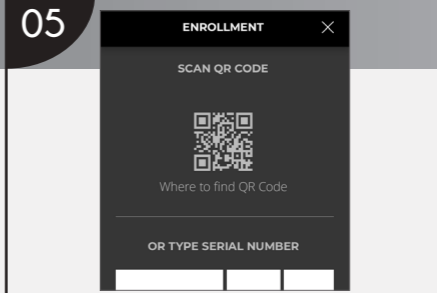 05
ENROLLMENT
SCAN QR CODE
Where to find QR Code
OR TYPE SERIAL NUMBER